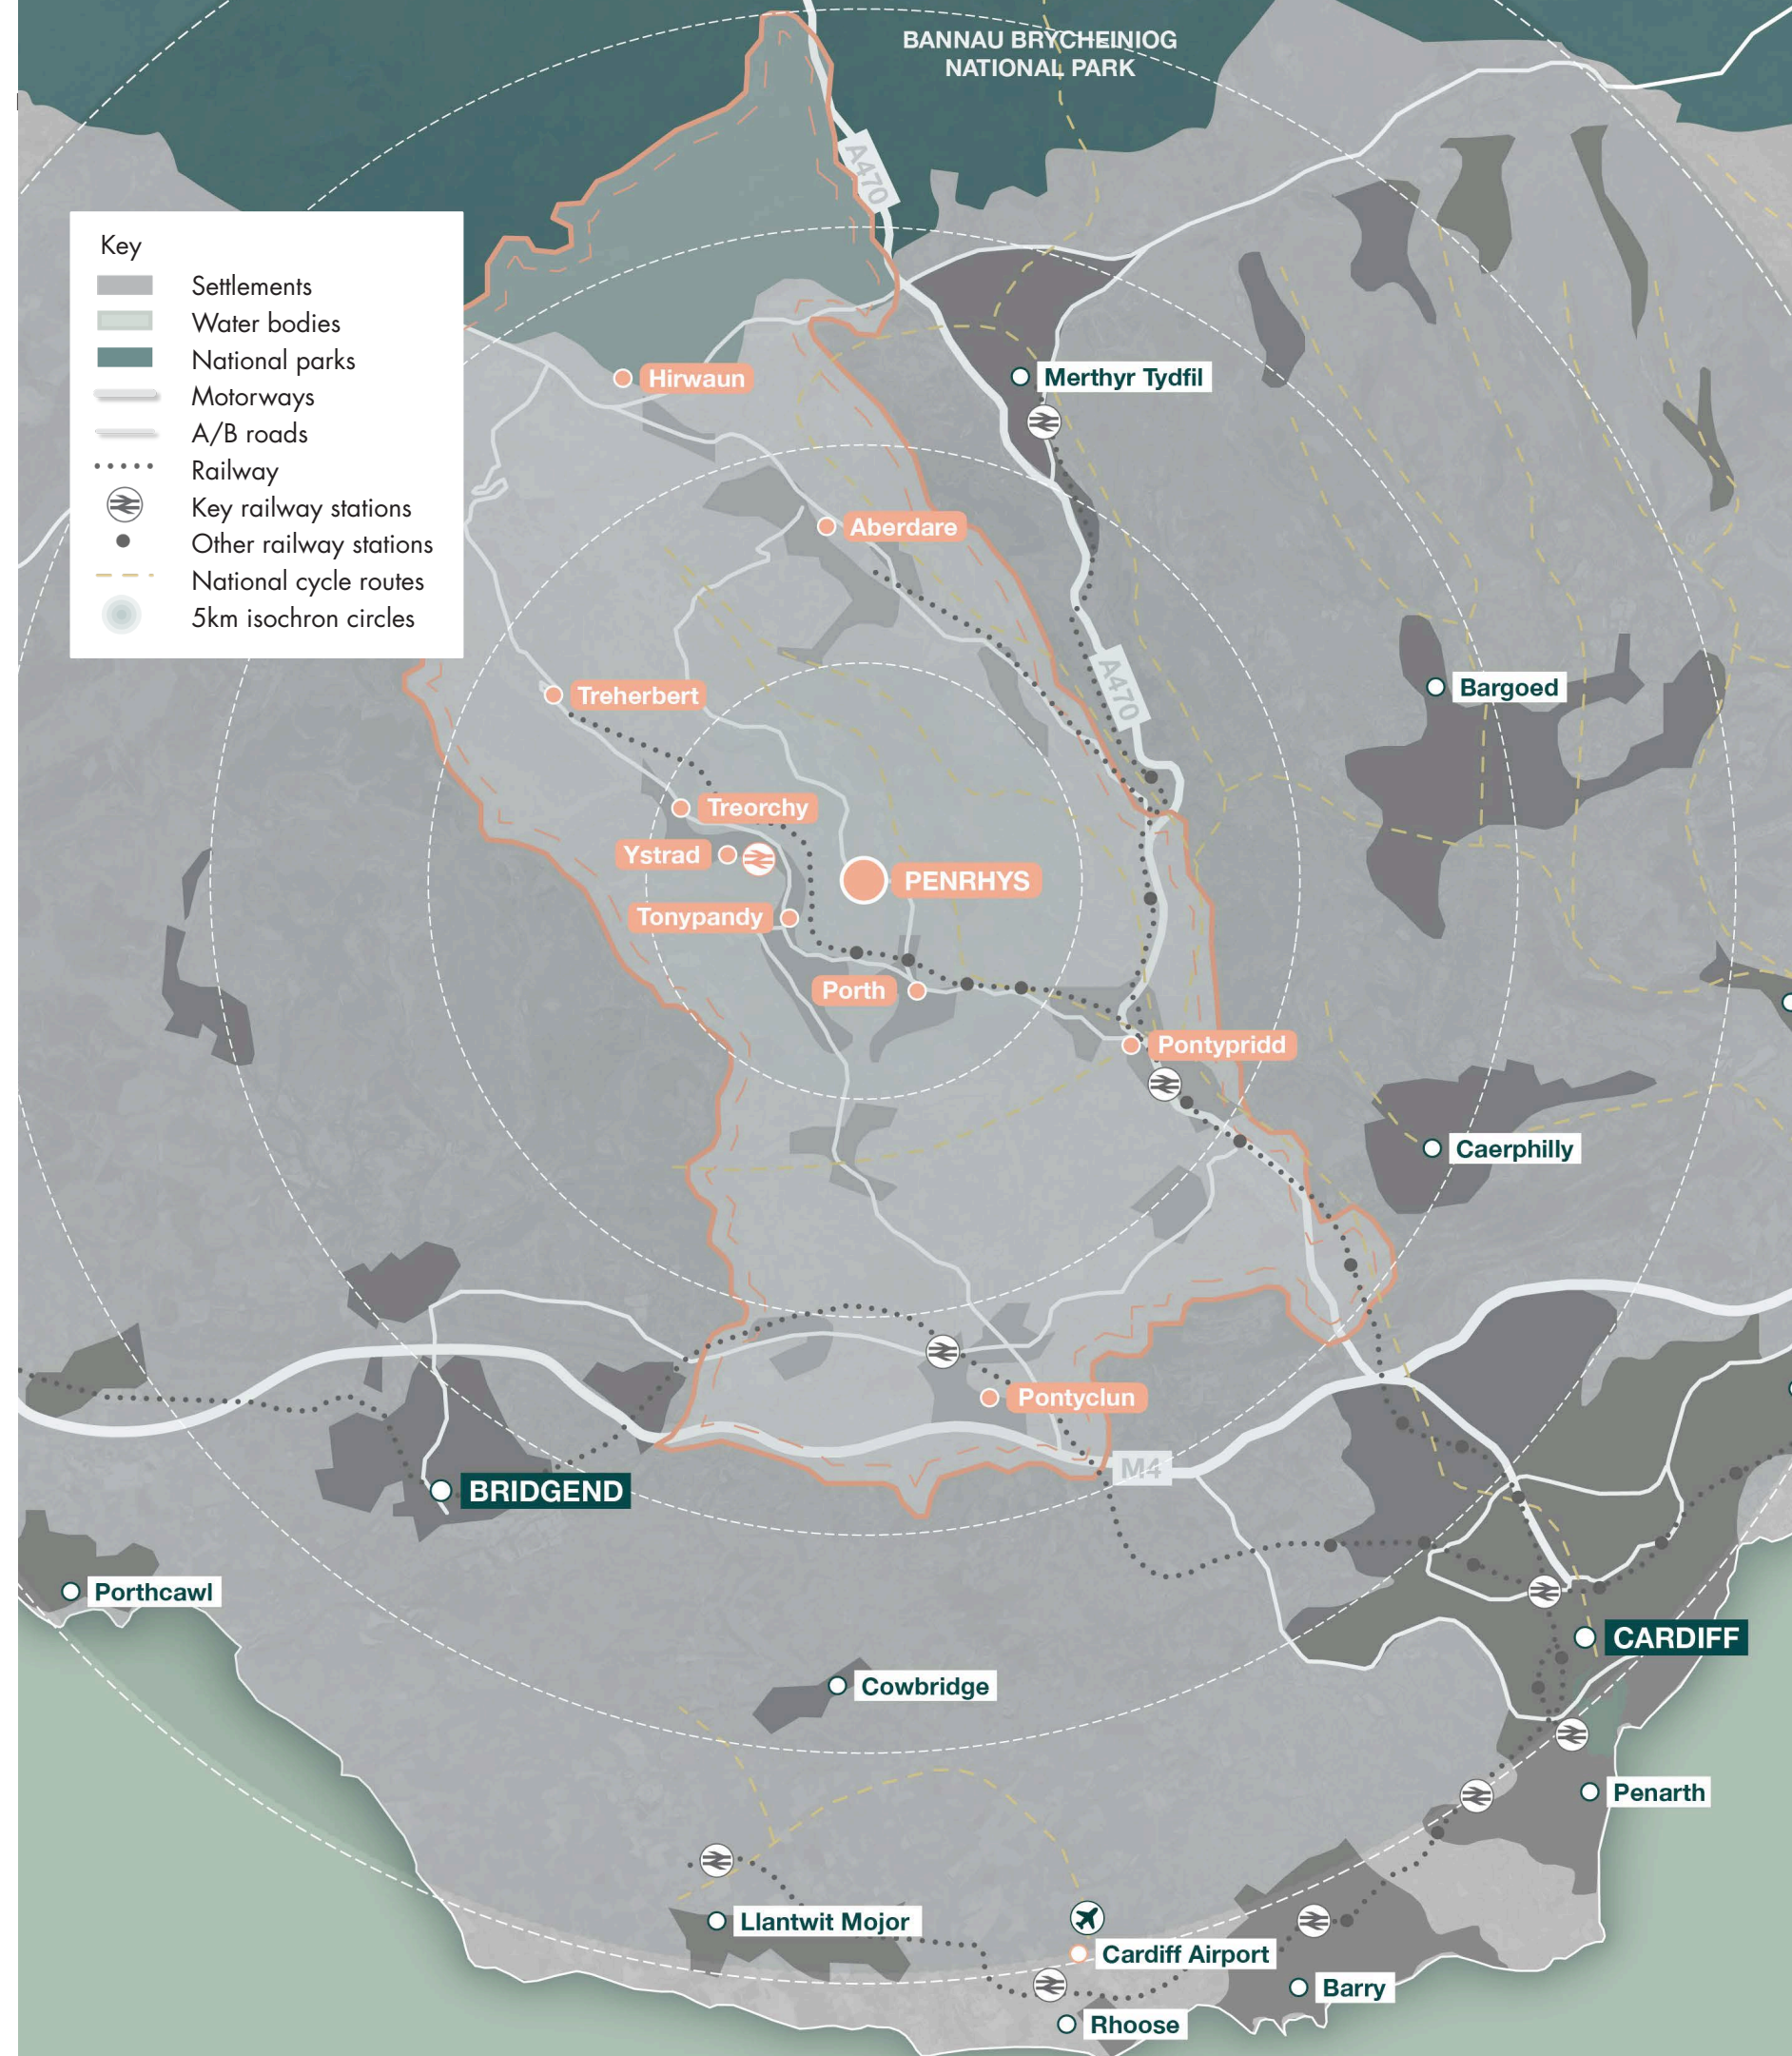 BANNAU BRYCHEINIOG
NATIONAL PARK
A470
Key
Settlements
Water bodies
National parks
Motorways
A/B roads
Railway
Key railway stations
Other railway stations
National cycle routes
5km isochron circles
Hirwaun
Merthyr Tydfil
Aberdare
A470
Treherbert
Bargoed
Treorchy
Ystrad
PENRHYS
Tonypandy
Porth
Pontypridd
Caerphilly
Pontyclun
M4
BRIDGEND
Porthcawl
CARDIFF
Cowbridge
Penarth
Llantwit Mojor
Cardiff Airport
Barry
Rhoose